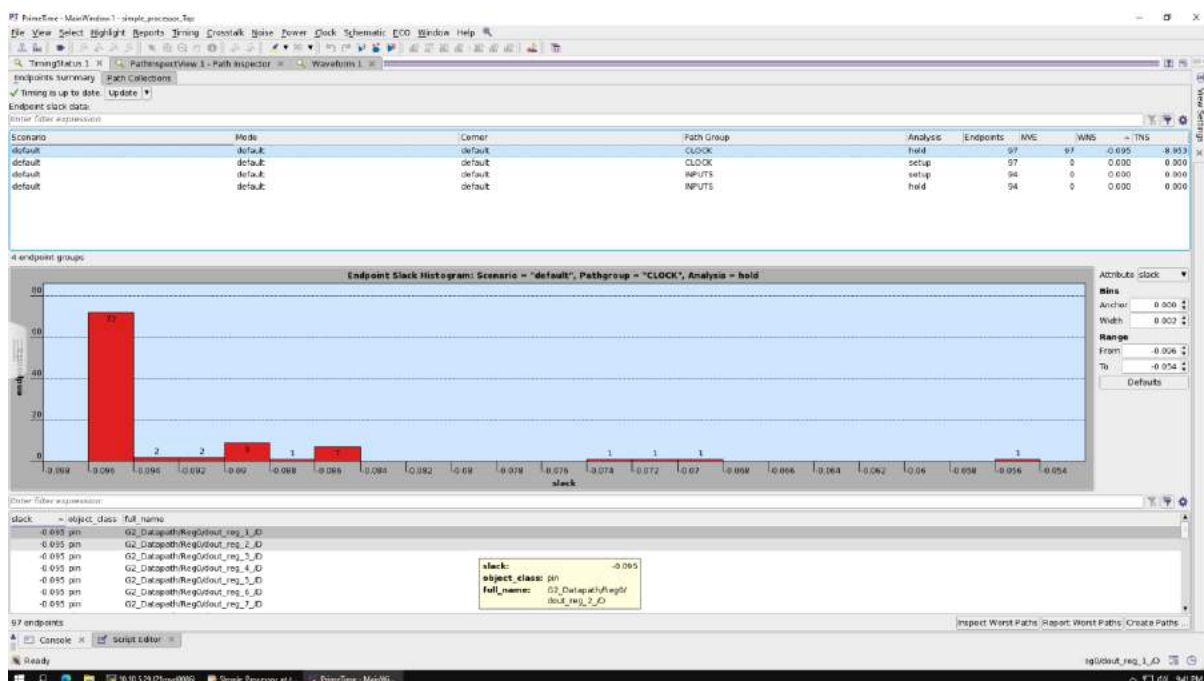 PrimeTime - MainWindow.1 - simple_processor_Top
File View Select Highlight Reports Timing Crosstalk Noise Power Clock Schematic ECO Window Help
TimingStatus.1 PathInspectView.1 - Path Inspector Waveform.1
Endpoints Summary Path Collections
Timing is up to date. Update
Endpoint slack data:
Enter filter expression
Scenario Mode Corner Path Group Analysis Endpoints NVE WNS TNS
default default default CLOCK hold 97 97 -0.095 -8.953
default default default CLOCK setup 97 0 0.000 0.000
default default default INPUTS setup 94 0 0.000 0.000
default default default INPUTS hold 94 0 0.000 0.000
View Settings
4 endpoint groups
Endpoint Slack Histogram: Scenario = "default", Pathgroup = "CLOCK", Analysis = hold
Attribute slack
Bins
Anchor 0.000
Width 0.002
Range
From -0.096
To -0.054
Defaults
80
60
40
20
0
72 2 2 9 1 7 1 1 1 1
-0.098 -0.096 -0.094 -0.092 -0.09 -0.088 -0.086 -0.084 -0.082 -0.08 -0.078 -0.076 -0.074 -0.072 -0.07 -0.068 -0.066 -0.064 -0.062 -0.06 -0.058 -0.056 -0.054
slack
Enter filter expression
slack object_class full_name
-0.095 pin G2_Datapath/Reg0/dout_reg_1_/D
-0.095 pin G2_Datapath/Reg0/dout_reg_2_/D
-0.095 pin G2_Datapath/Reg0/dout_reg_3_/D
-0.095 pin G2_Datapath/Reg0/dout_reg_4_/D
-0.095 pin G2_Datapath/Reg0/dout_reg_5_/D
-0.095 pin G2_Datapath/Reg0/dout_reg_6_/D
-0.095 pin G2_Datapath/Reg0/dout_reg_7_/D
slack: -0.095
object_class: pin
full_name: G2_Datapath/Reg0/
dout_reg_2_/D
97 endpoints
Inspect Worst Paths Report Worst Paths Create Paths ...
Console Script Editor
Ready
eg0/dout_reg_1_/D
PrimeTime - MainWi...